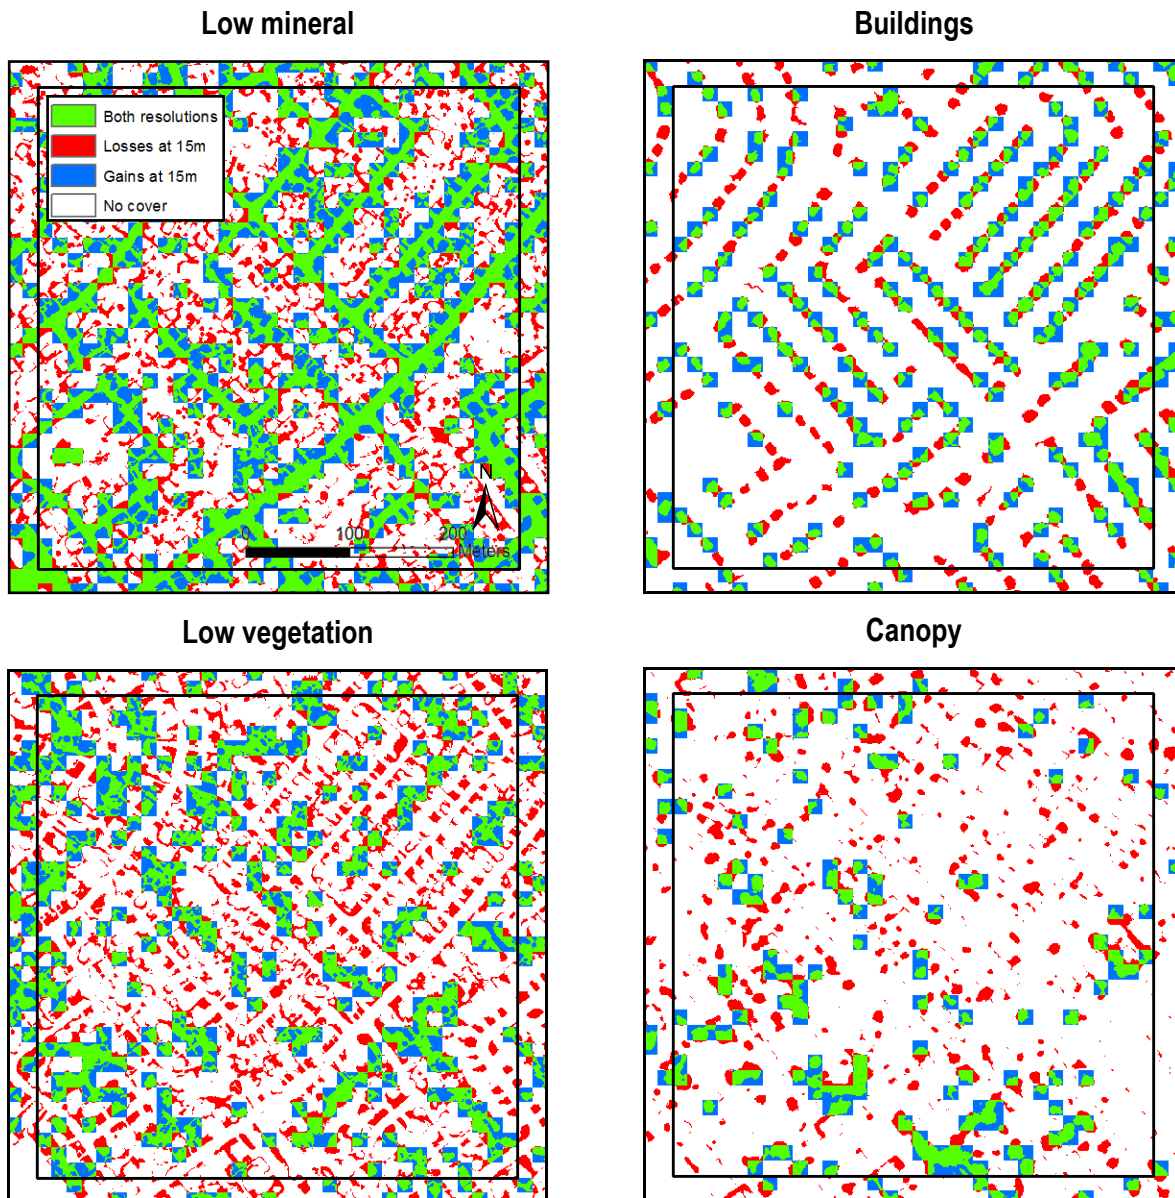 Low mineral
Buildings
Both resolutions
Losses at 15m
Gains at 15m
No cover
N
0 100 200
Meters
Low vegetation
Canopy